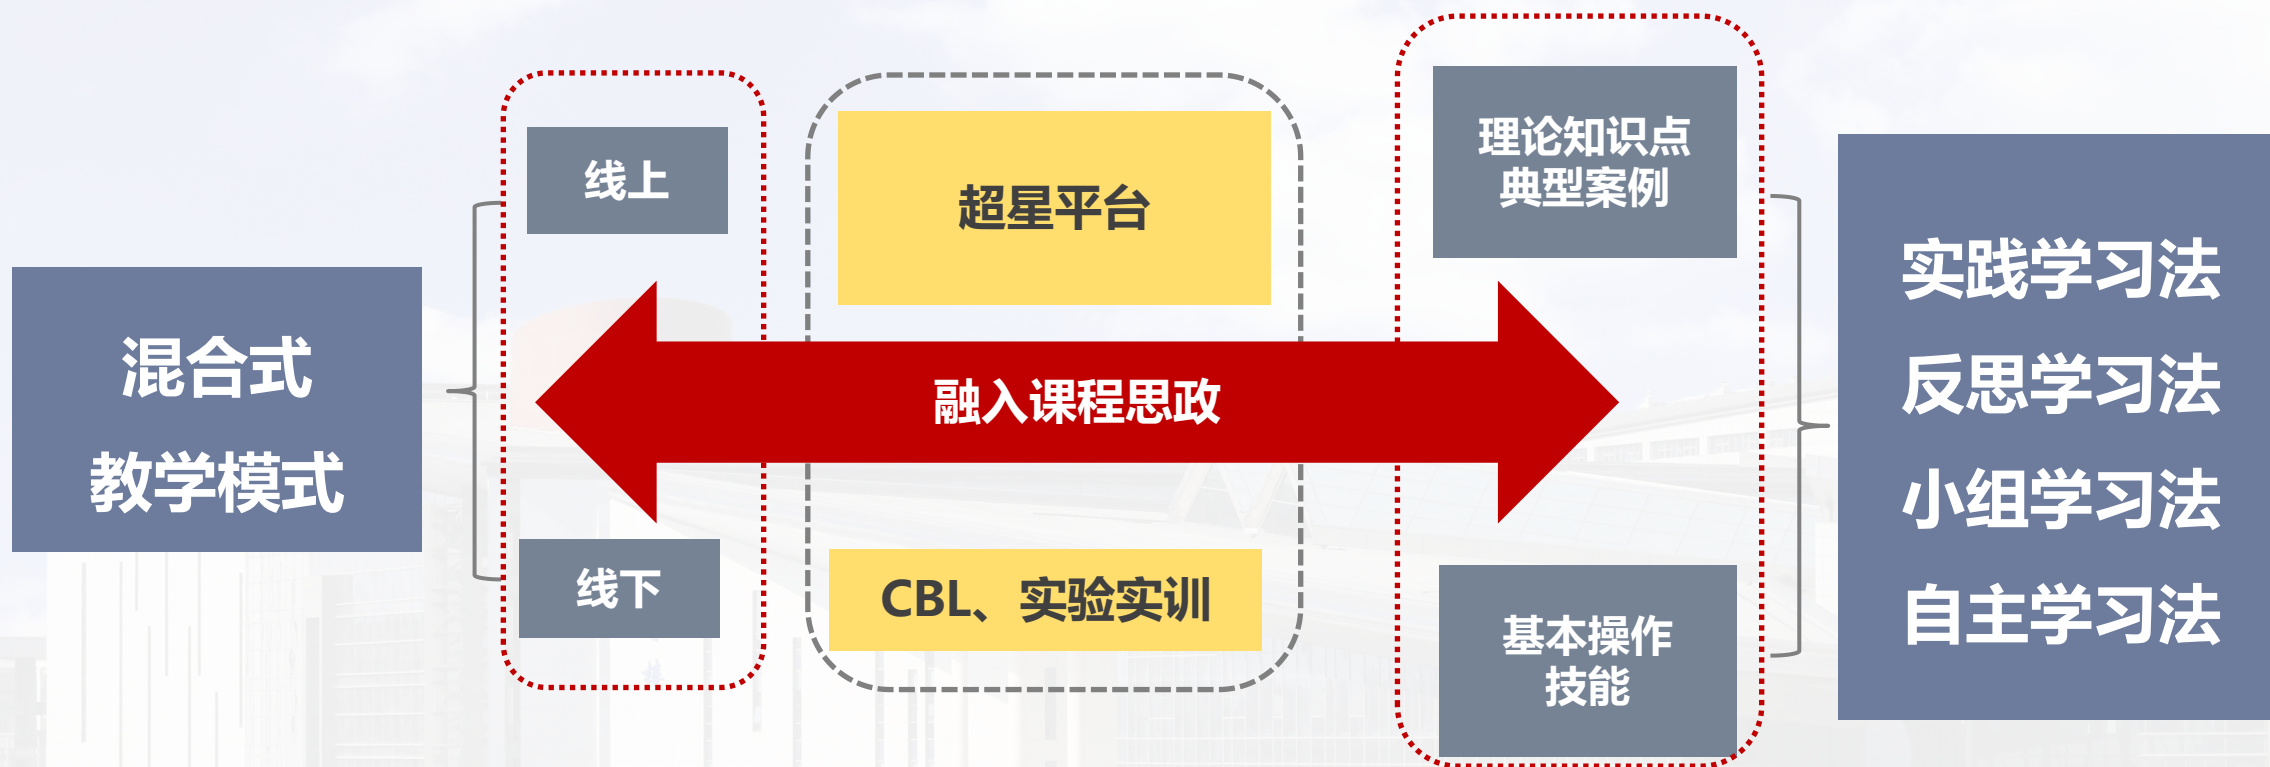 混合式
教学模式
线上
线下
超星平台
融入课程思政
CBL、实验实训
理论知识点
典型案例
基本操作
技能
实践学习法
反思学习法
小组学习法
自主学习法